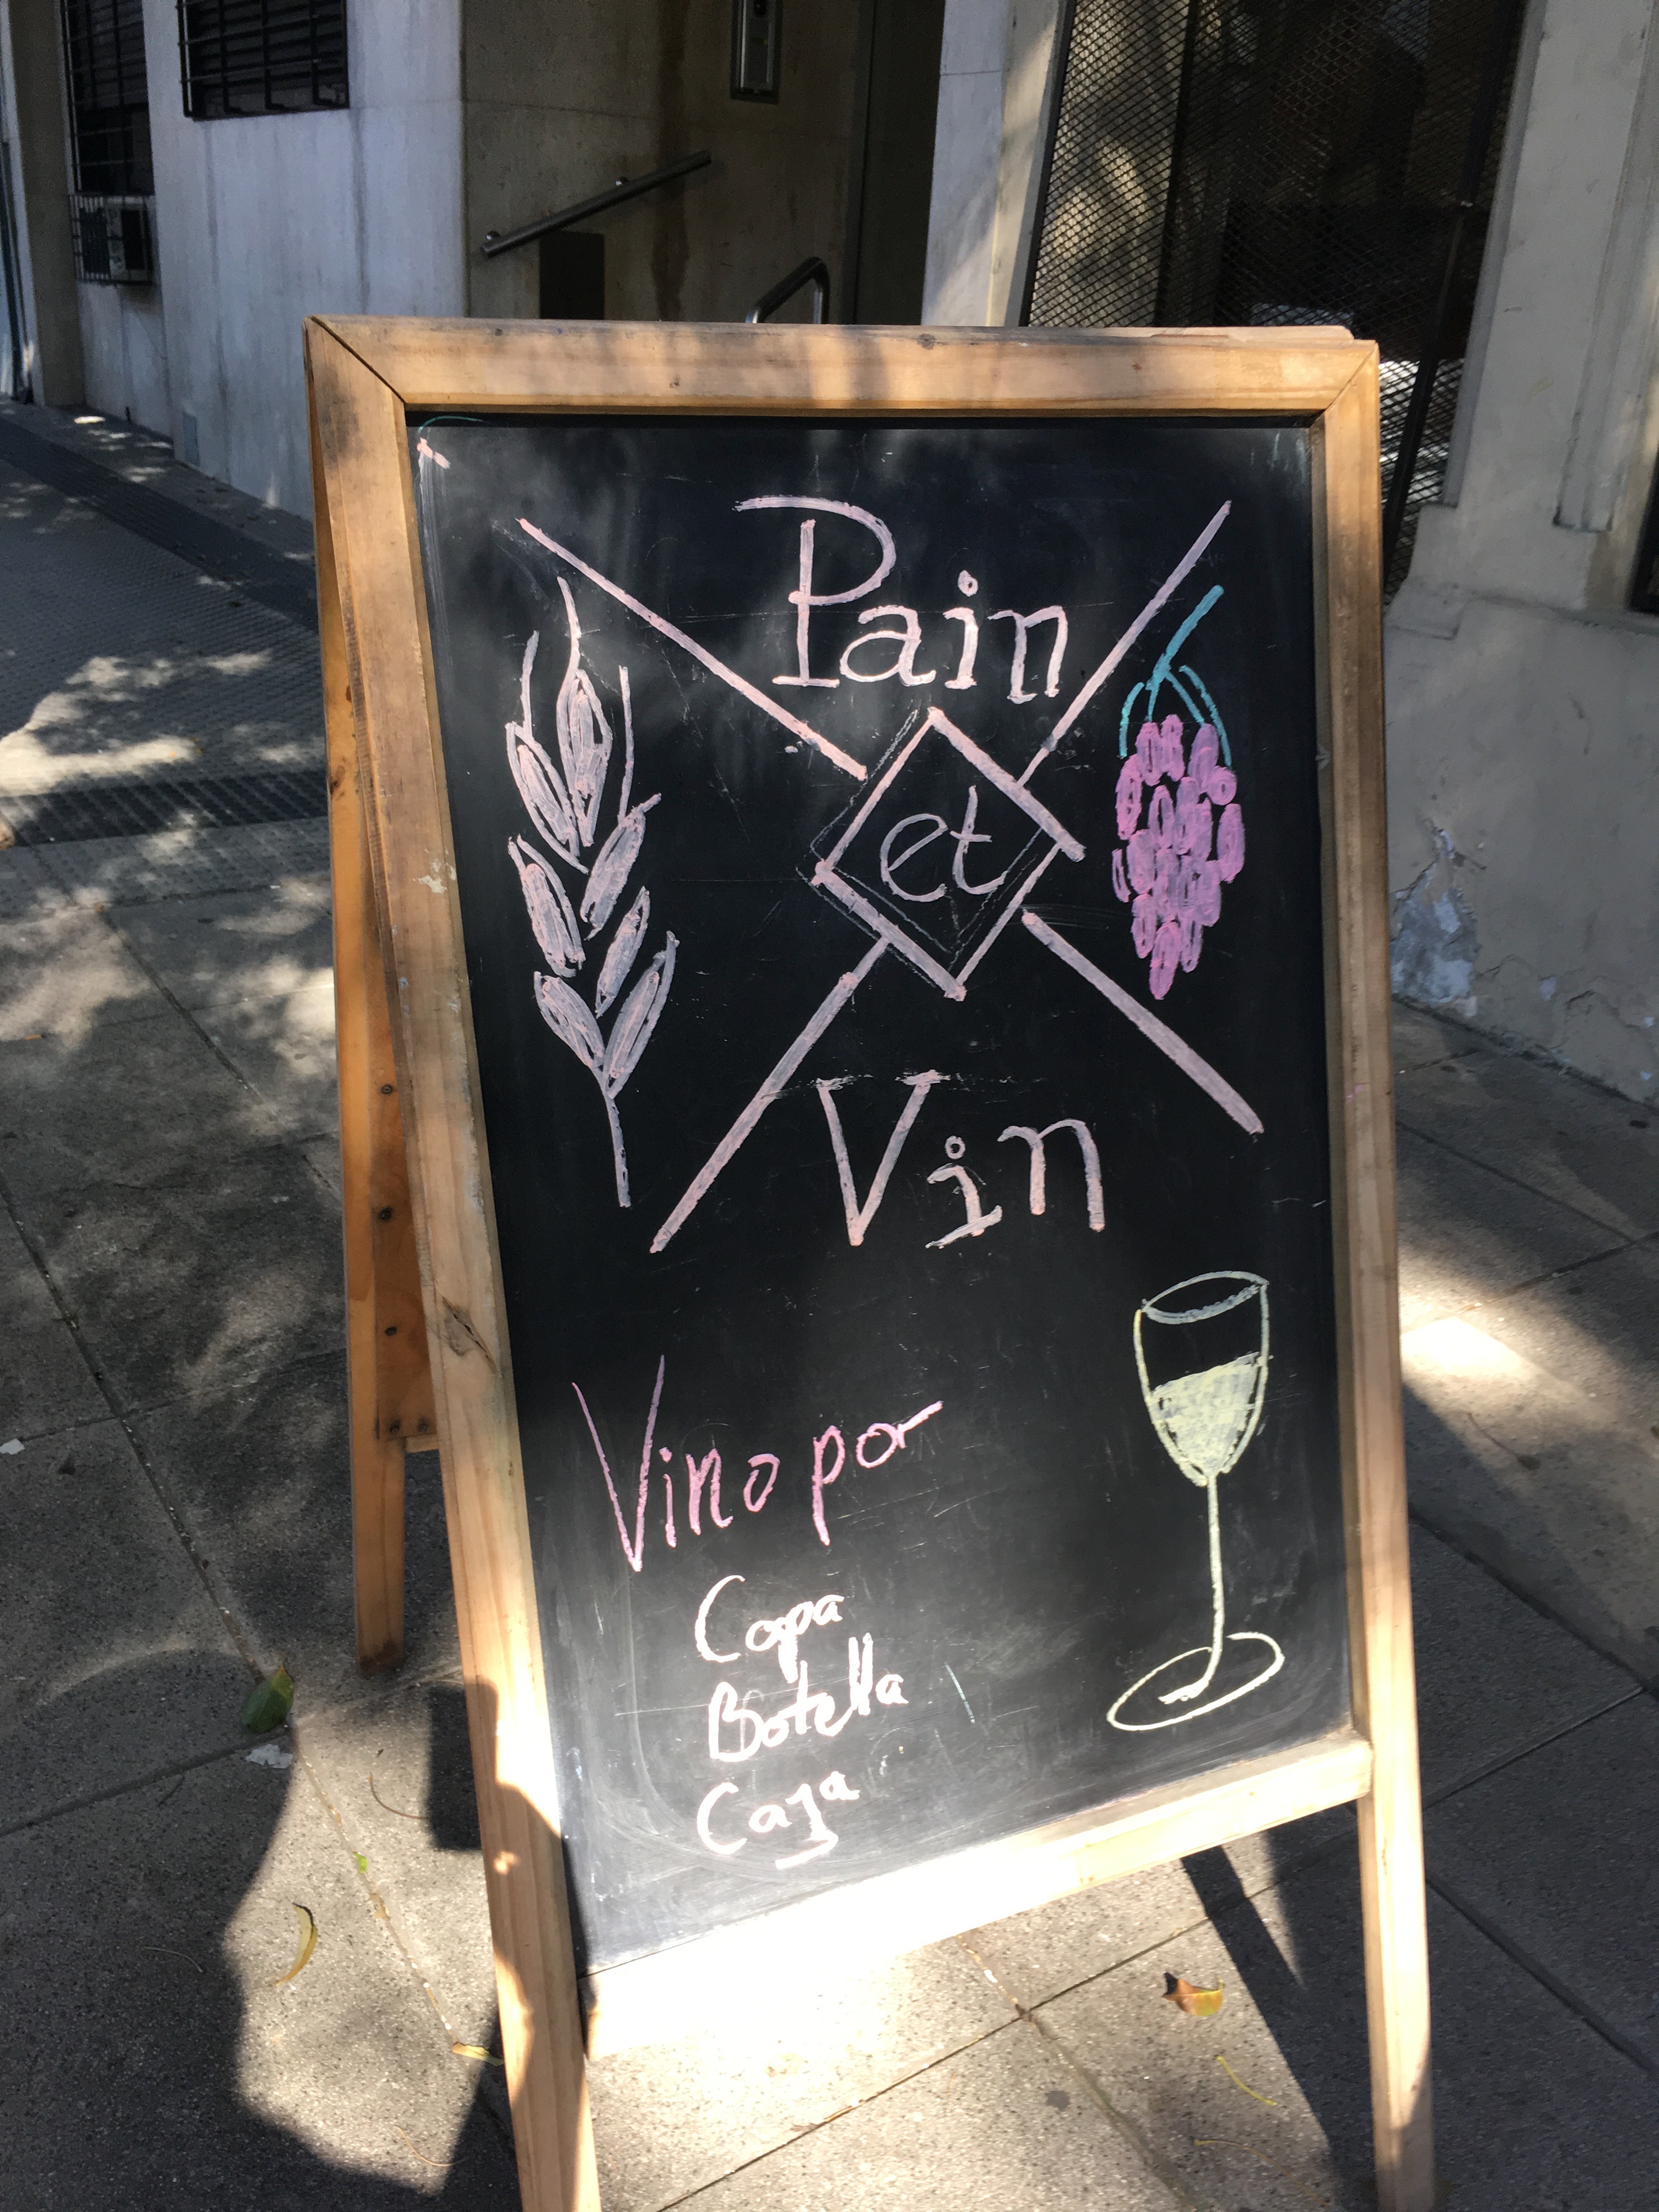 Pain
et
Vin
Vino por
Copa
Botella
Caja